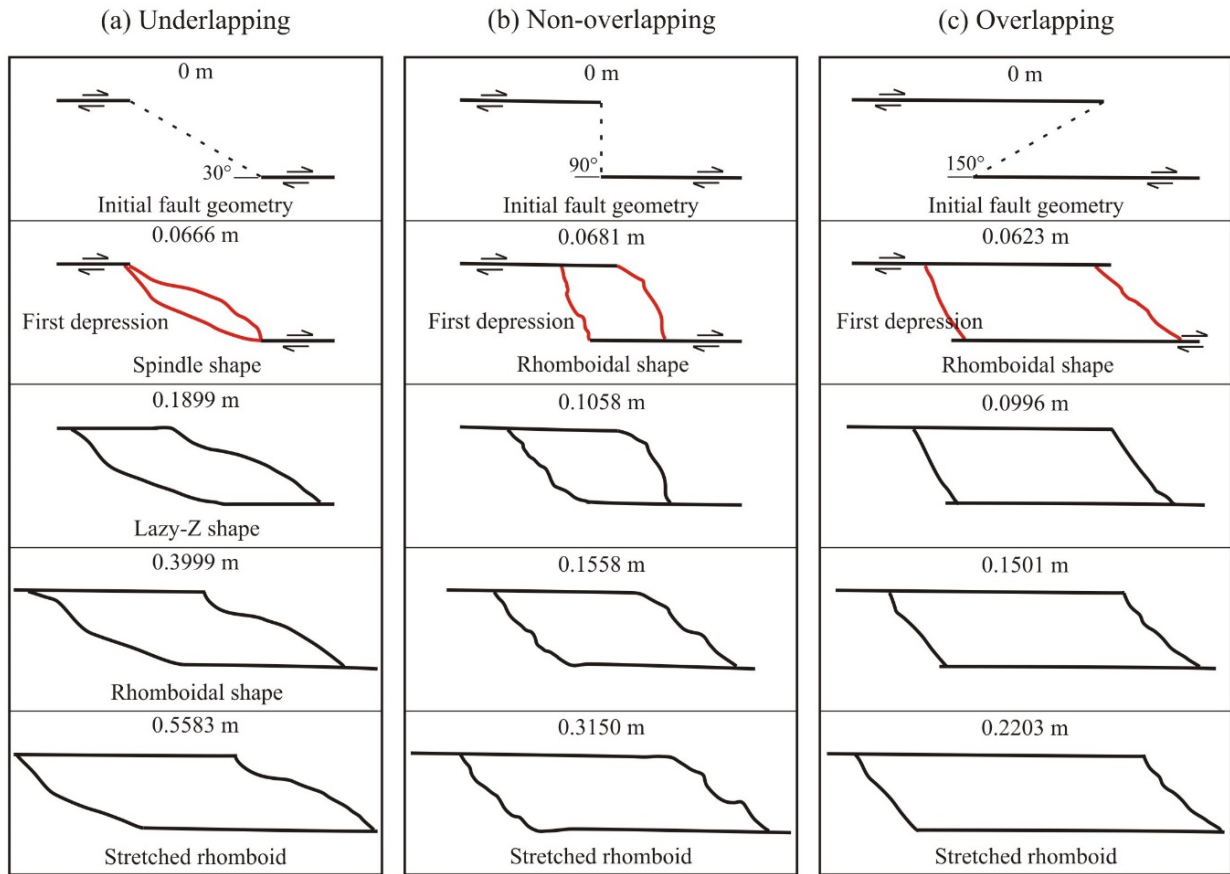 (a) Underlapping
0 m
30°
Initial fault geometry
0.0666 m
First depression
Spindle shape
0.1899 m
Lazy-Z shape
0.3999 m
Rhomboidal shape
0.5583 m
Stretched rhomboid
(b) Non-overlapping
0 m
90°
Initial fault geometry
0.0681 m
First depression
Rhomboidal shape
0.1058 m
0.1558 m
0.3150 m
Stretched rhomboid
(c) Overlapping
0 m
150°
Initial fault geometry
0.0623 m
First depression
Rhomboidal shape
0.0996 m
0.1501 m
0.2203 m
Stretched rhomboid